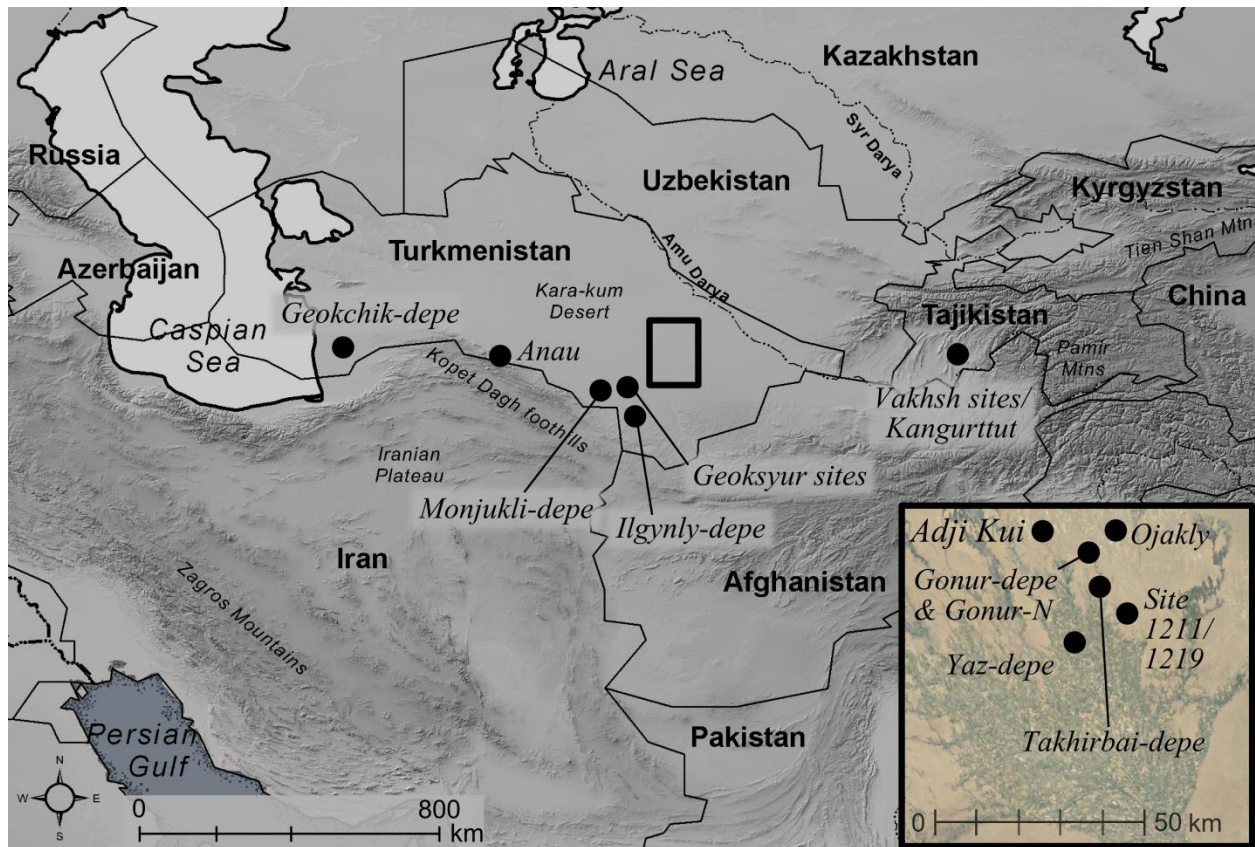 Aral Sea
Kazakhstan
Russia
Syr Darya
Uzbekistan
Kyrgyzstan
Tien Shan Mtn
Azerbaijan
Turkmenistan
Amu Darya
China
Kara-kum
Desert
Tajikistan
Caspian
Sea
Geokchik-depe
Anau
Pamir
Mtns
Kopet Dagh foothills
Vakhsh sites/
Kangurttut
Iranian
Plateau
Geoksyur sites
Monjukli-depe
Ilgynly-depe
Iran
Afghanistan
Zagros Mountains
Adji Kui
Ojakly
Gonur-depe
& Gonur-N
Site
1211/
1219
Yaz-depe
Takhirbai-depe
Pakistan
Persian
Gulf
N
W
E
S
0
800
km
0
50 km